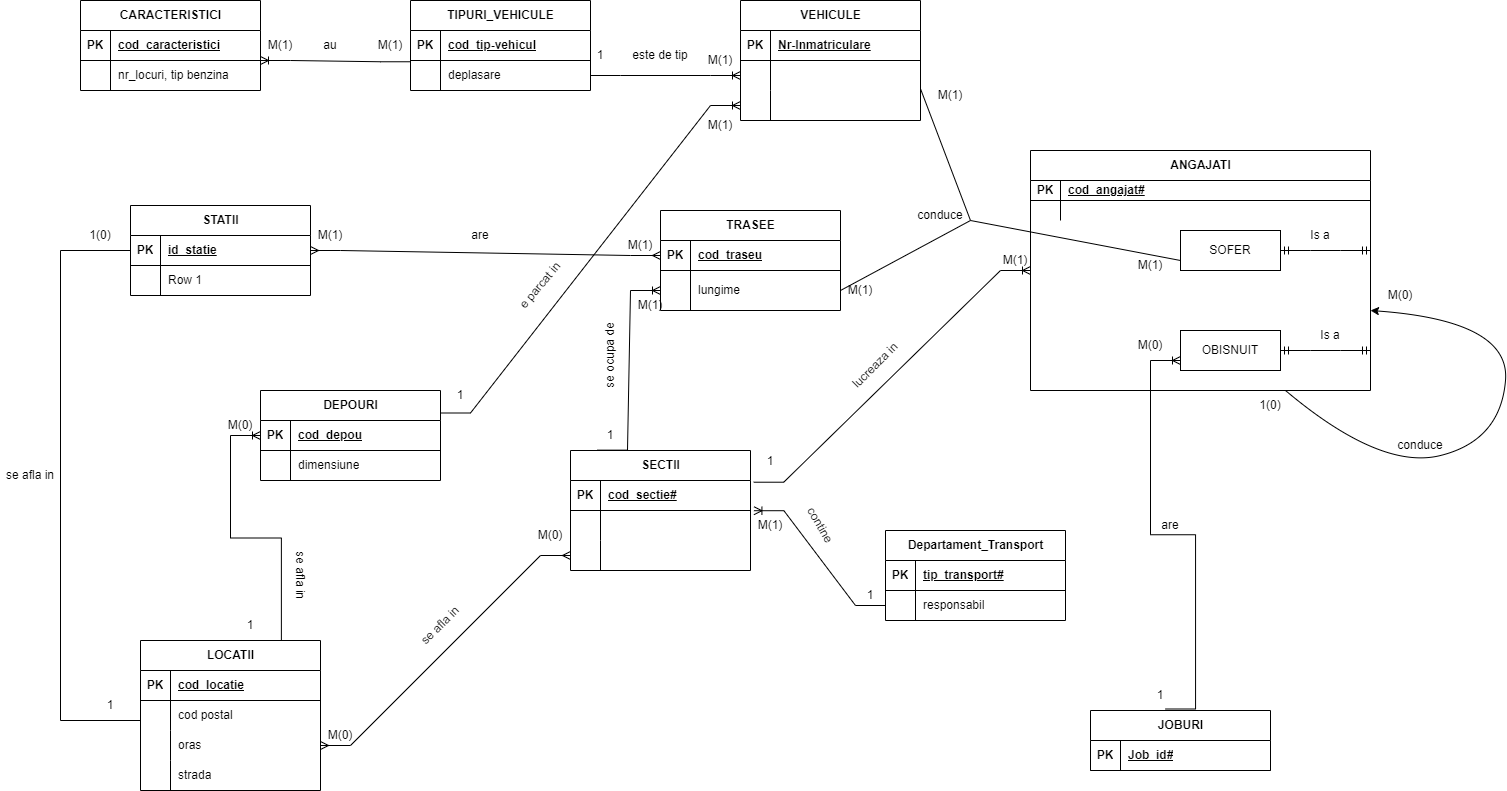 CARACTERISTICI
PK cod_caracteristici
nr_locuri, tip benzina
M(1)
au
M(1)
TIPURI_VEHICULE
PK cod_tip-vehicul
deplasare
1
este de tip
M(1)
VEHICULE
PK Nr-Inmatriculare
M(1)
M(1)
ANGAJATI
PK cod_angajat#
SOFER
Is a
M(1)
OBISNUIT
Is a
M(0)
M(0)
1(0)
conduce
STATII
PK id_statie
Row 1
1(0)
M(1)
are
M(1)
TRASEE
PK cod_traseu
lungime
conduce
M(1)
M(1)
M(1)
e parcat in
se ocupa de
lucreaza in
DEPOURI
PK cod_depou
dimensiune
1
M(0)
se afla in
1
SECTII
PK cod_sectie#
1
M(1)
contine
M(0)
Departament_Transport
PK tip_transport#
responsabil
1
are
se afla in
1
se afla in
LOCATII
PK cod_locatie
cod postal
oras
strada
1
M(0)
1
JOBURI
PK Job_id#